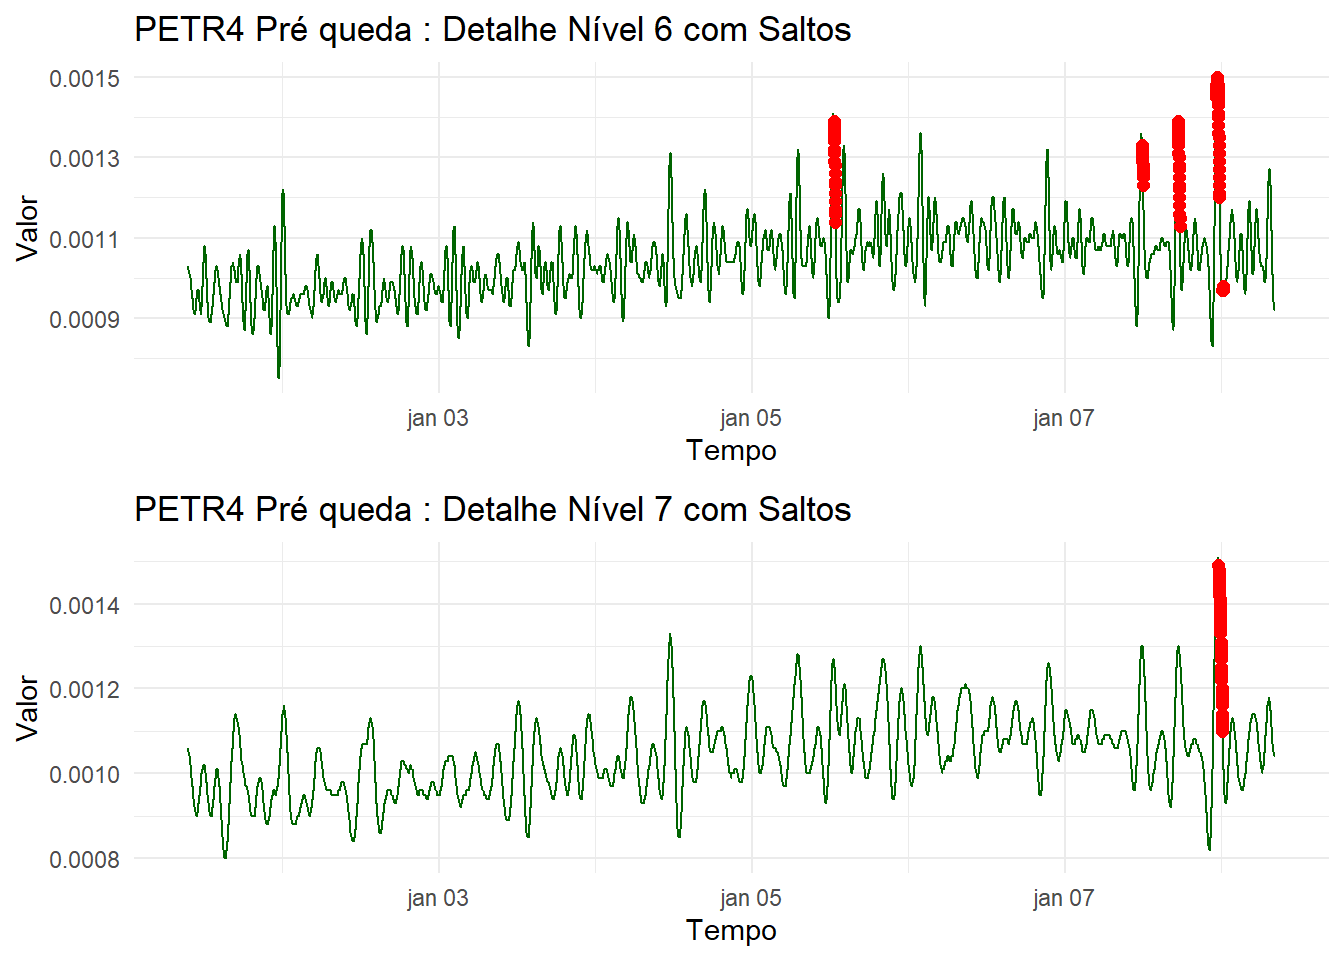 PETR4 Pré queda : Detalhe Nível 6 com Saltos
Valor
0.0015
0.0013
0.0011
0.0009
jan 03
jan 05
jan 07
Tempo
PETR4 Pré queda : Detalhe Nível 7 com Saltos
Valor
0.0014
0.0012
0.0010
0.0008
jan 03
jan 05
jan 07
Tempo